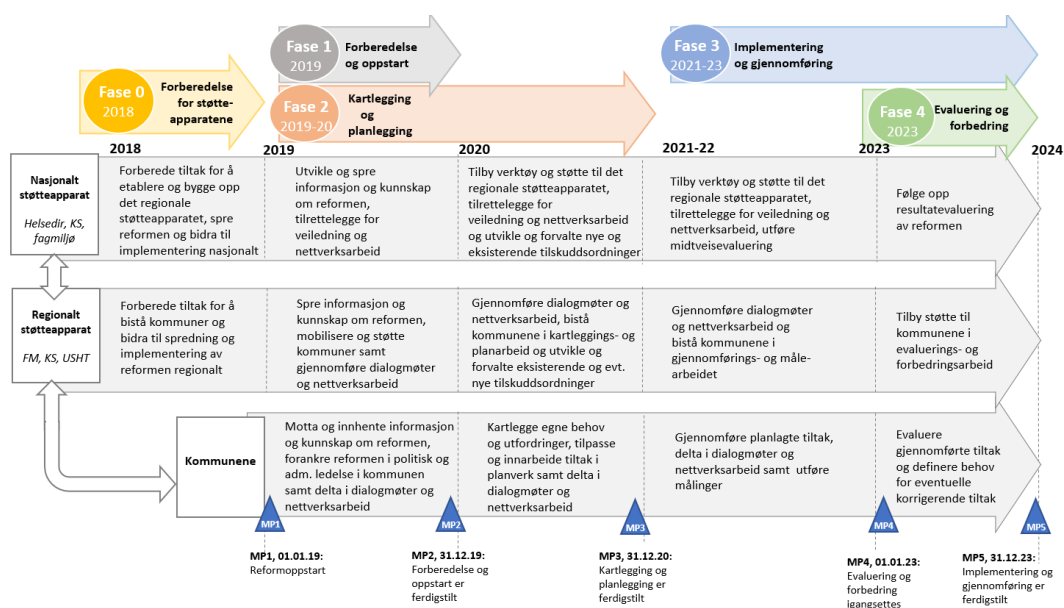 Fase 0
2018
Forberedelse
for støtte-
apparatene
Fase 1
2019
Forberedelse
og oppstart
Fase 2
2019-20
Kartlegging
og
planlegging
Fase 3
2021-23
Implementering
og gjennomføring
Fase 4
2023
Evaluering og
forbedring
2018
2019
2020
2021-22
2023
2024
Nasjonalt
støtteapparat
Helsedir, KS,
fagmiljø
Forberede tiltak for å
etablere og bygge opp
det regionale
støtteapparatet, spre
reformen og bidra til
implementering nasjonalt
Utvikle og spre
informasjon og kunnskap
om reformen,
tilrettelegge for
veiledning og
nettverksarbeid
Tilby verktøy og støtte til det
regionale støtteapparatet,
tilrettelegge for
veiledning og nettverksarbeid
og utvikle og forvalte nye og
eksisterende tilskuddsordninger
Tilby verktøy og støtte til det
regionale støtteapparatet,
tilrettelegge for veiledning og
nettverksarbeid, utføre
midtveisevaluering
Følge opp
resultatevaluering
av reformen
Regionalt
støtteapparat
FM, KS, USHT
Forberede tiltak for å
bistå kommuner og
bidra til spredning og
implementering av
reformen regionalt
Spre informasjon og
kunnskap om reformen,
mobilisere og støtte
kommuner samt
gjennomføre dialogmøter
og nettverksarbeid
Gjennomføre dialogmøter og
nettverksarbeid, bistå
kommunene i kartleggings- og
planarbeid og utvikle og
forvalte eksisterende og evt.
nye tilskuddsordninger
Gjennomføre dialogmøter
og nettverksarbeid og
bistå kommunene i
gjennomførings- og måle-
arbeidet
Tilby støtte til
kommunene i
evaluerings- og
forbedringsarbeid
Kommunene
Motta og innhente informasjon
og kunnskap om reformen,
forankre reformen i politisk og
adm. ledelse i kommunen
samt delta i dialogmøter og
nettverksarbeid
Kartlegge egne behov
og utfordringer, tilpasse
og innarbeide tiltak i
planverk samt delta i
dialogmøter og
nettverksarbeid
Gjennomføre planlagte tiltak,
delta i dialogmøter og
nettverksarbeid samt utføre
målinger
Evaluere
gjennomførte tiltak
og definere behov
for eventuelle
korrigerende tiltak
MP1
MP2
MP3
MP4
MP5
MP1, 01.01.19:
Reformoppstart
MP2, 31.12.19:
Forberedelse og
oppstart er
ferdigstilt
MP3, 31.12.20:
Kartlegging og
planlegging er
ferdigstilt
MP4, 01.01.23:
Evaluering og
forbedring
igangsettes
MP5, 31.12.23:
Implementering og
gjennomføring er
ferdigstilt